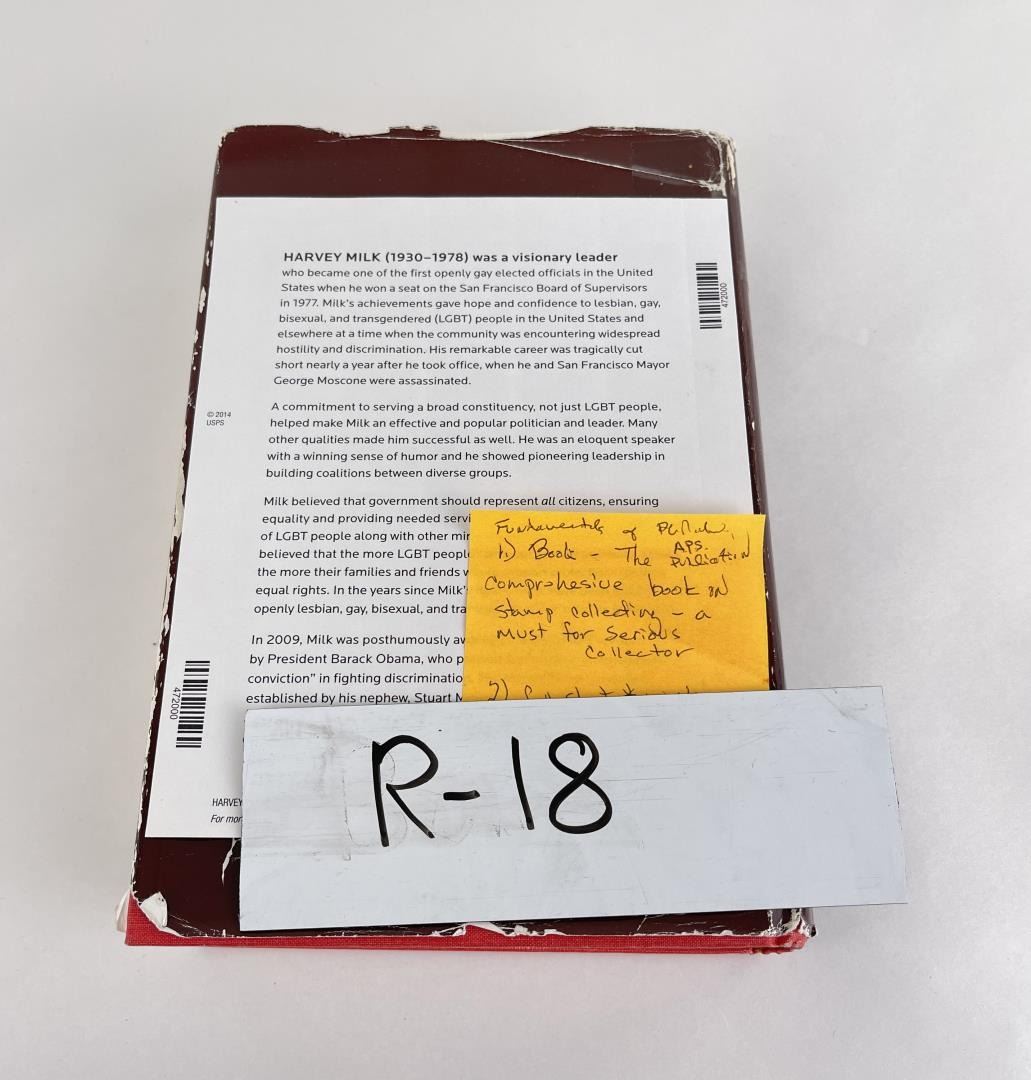 HARVEY MILK (1930–1978) was a visionary leader
who became one of the first openly gay elected officials in the United
States when he won a seat on the San Francisco Board of Supervisors
in 1977. Milk's achievements gave hope and confidence to lesbian, gay,
bisexual, and transgendered (LGBT) people in the United States and
elsewhere at a time when the community was encountering widespread
hostility and discrimination. His remarkable career was tragically cut
short nearly a year after he took office, when he and San Francisco Mayor
George Moscone were assassinated.
472000
© 2014
USPS
A commitment to serving a broad constituency, not just LGBT people,
helped make Milk an effective and popular politician and leader. Many
other qualities made him successful as well. He was an eloquent speaker
with a winning sense of humor and he showed pioneering leadership in
building coalitions between diverse groups.
Milk believed that government should represent all citizens, ensuring
equality and providing needed servi
of LGBT people along with other mi
believed that the more LGBT peopl
the more their families and friends
equal rights. In the years since Milk'
openly lesbian, gay, bisexual, and tra
In 2009, Milk was posthumously aw
by President Barack Obama, who p
conviction" in fighting discriminatio
established by his nephew, Stuart M
472000
HARVEY
For mor
Fundamentals of
1) Book - The APS. Publication
Comprehesive book on
Stamp Collecting - a
Must for Serious
Collector
2)
R-18